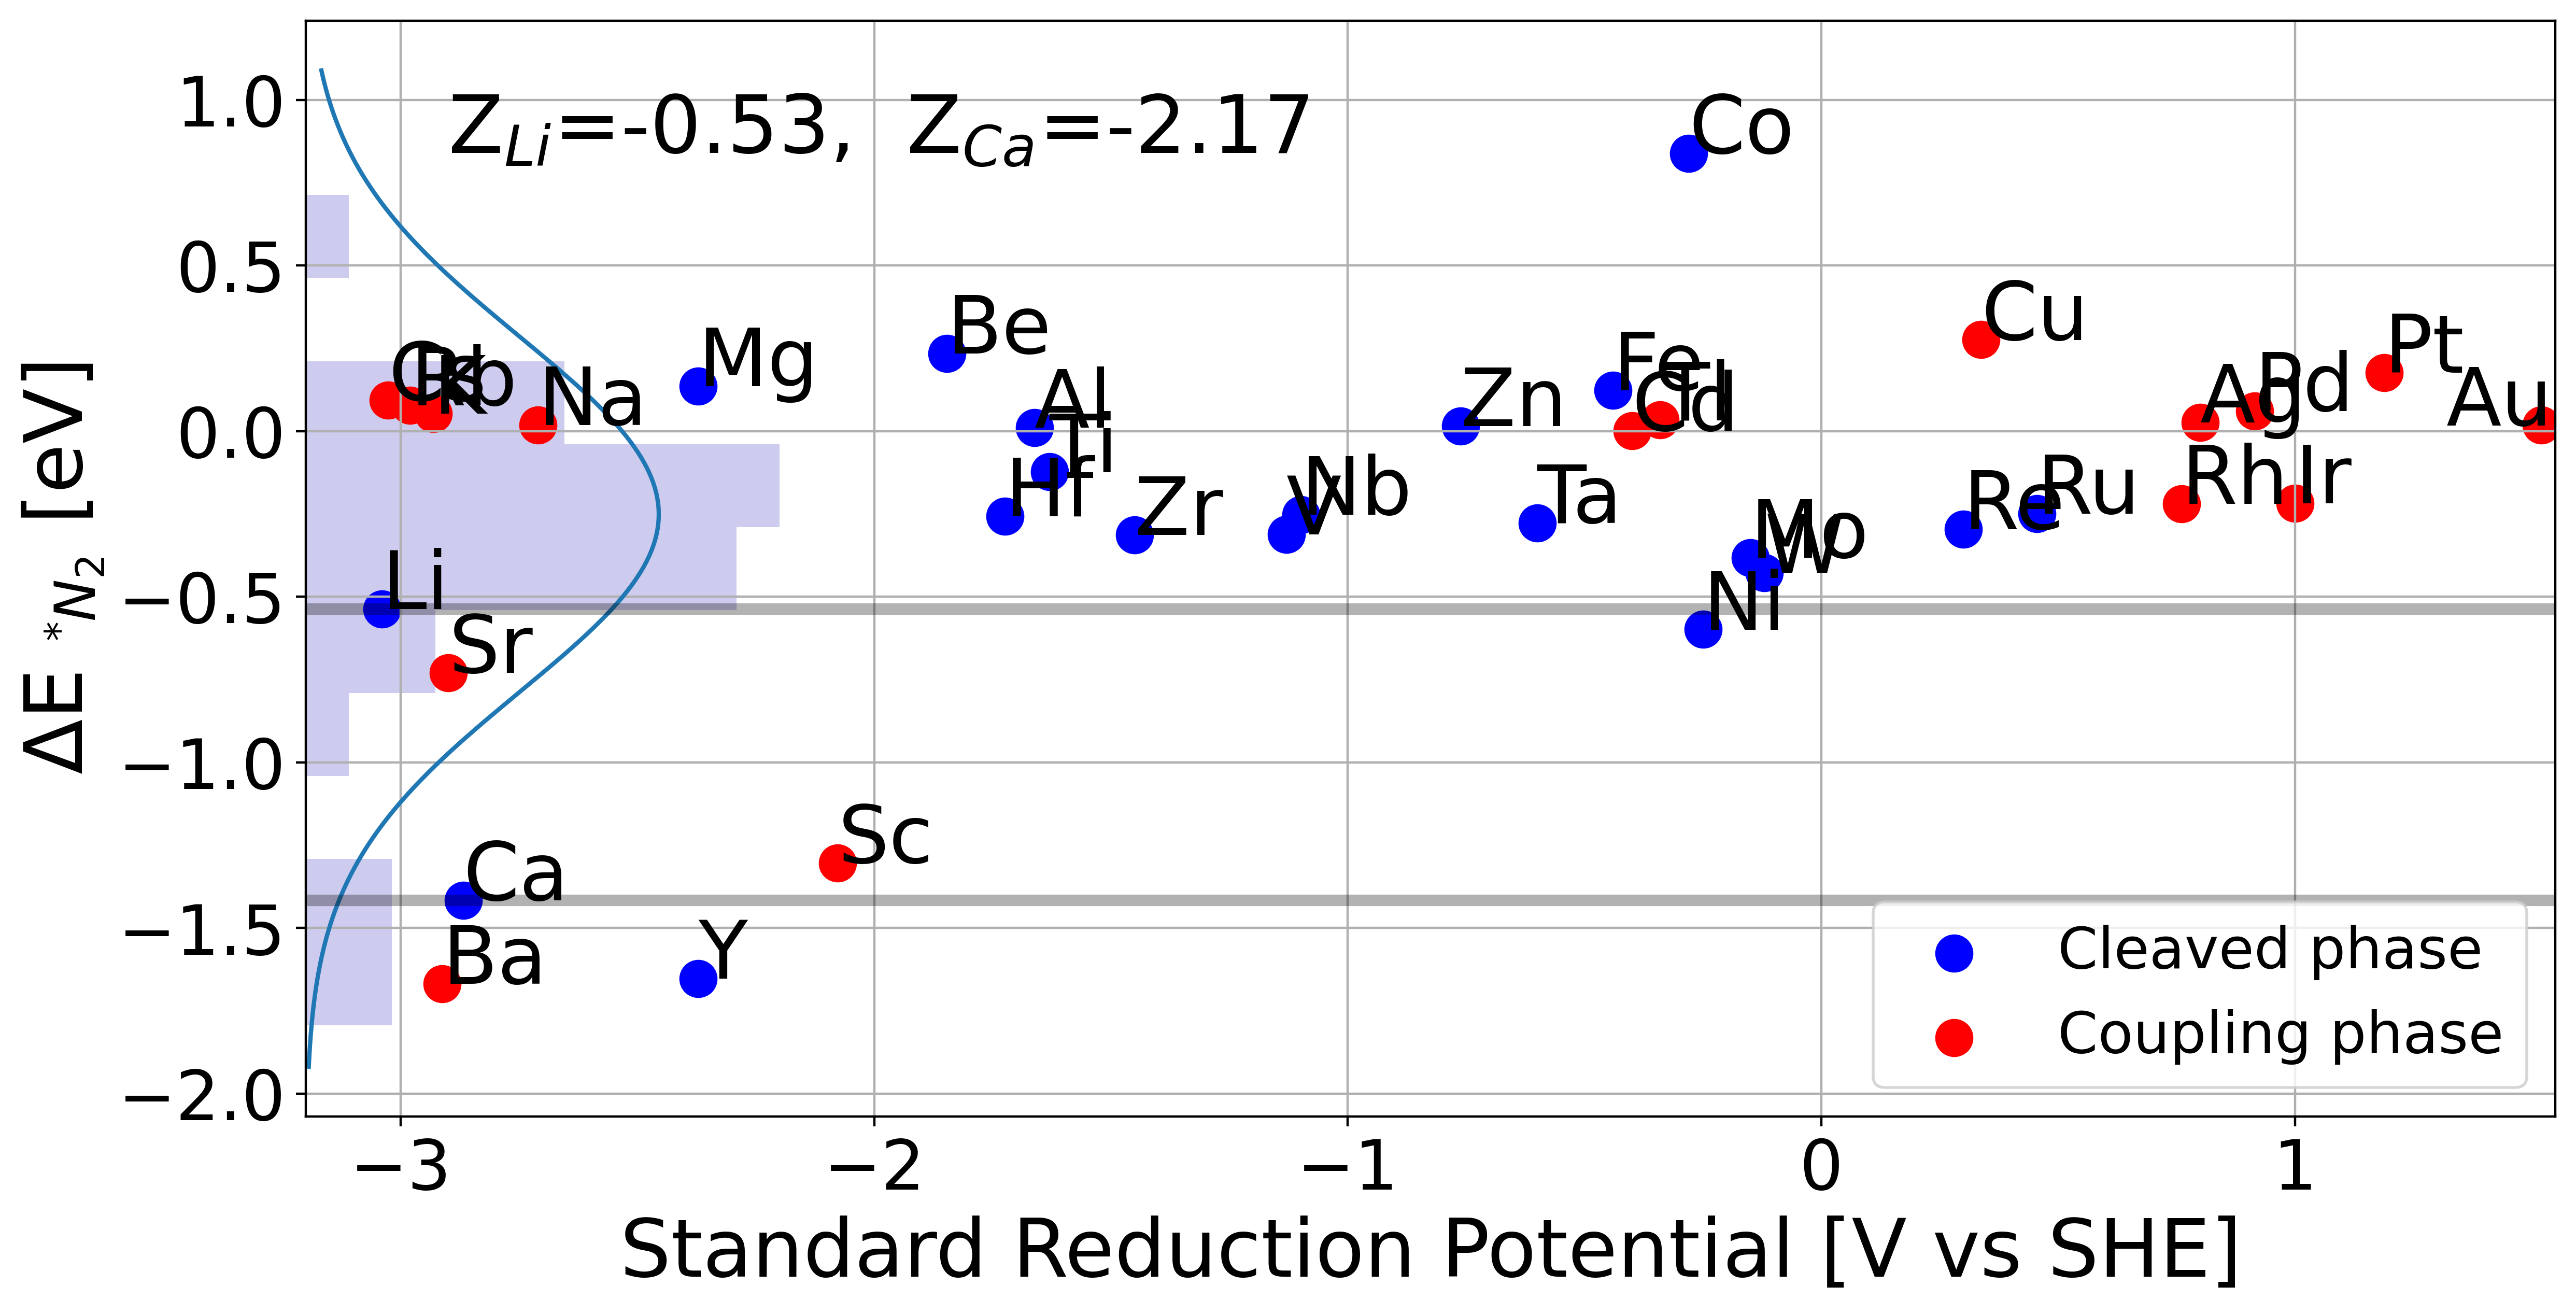 Z_Li=-0.53, Z_Ca=-2.17
Co
Cu
Be
Mg
Pt
Fe
Tl
Cd
Cs
Rb
K
Na
Al
Ti
Zn
Ag
Pd
Au
Hf
Zr
V
Nb
Ta
Re
Ru
Rh
Ir
Mo
W
Li
Ni
Sr
Sc
Ca
Ba
Y
Cleaved phase
Coupling phase
1.0
0.5
0.0
−0.5
−1.0
−1.5
−2.0
ΔE *N₂ [eV]
−3
−2
−1
0
1
Standard Reduction Potential [V vs SHE]